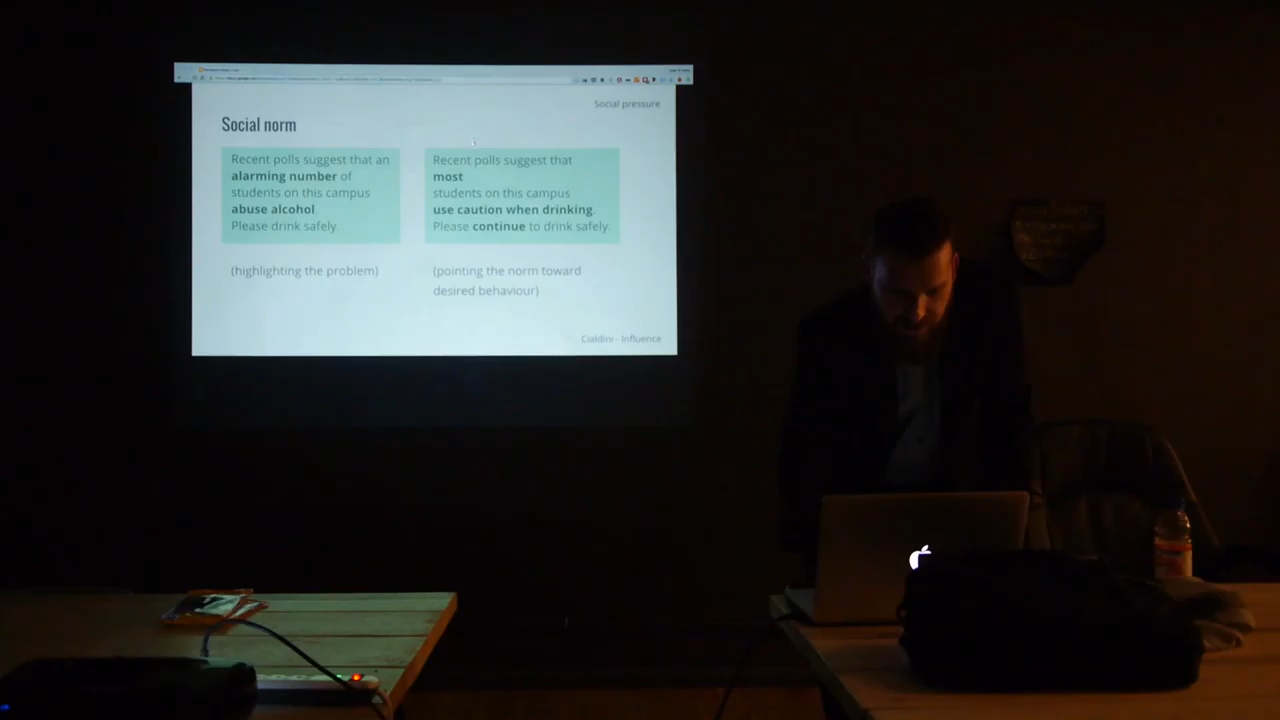 Social pressure
Social norm
Recent polls suggest that an
alarming number of
students on this campus
abuse alcohol.
Please drink safely.
(highlighting the problem)
Recent polls suggest that
most
students on this campus
use caution when drinking.
Please continue to drink safely.
(pointing the norm toward
desired behaviour)
Cialdini - Influence